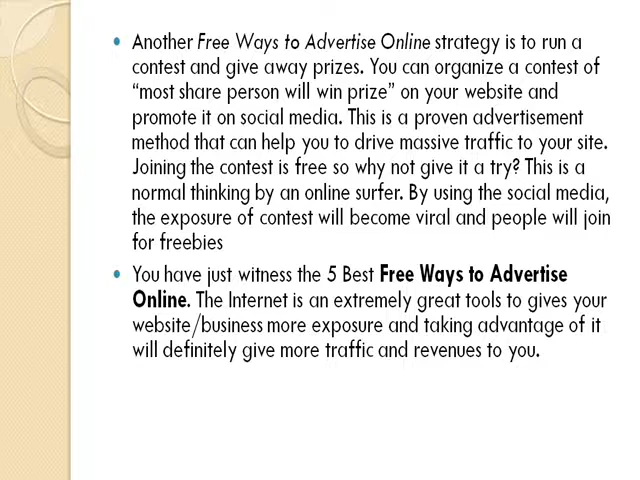 Another Free Ways to Advertise Online strategy is to run a
contest and give away prizes. You can organize a contest of
“most share person will win prize” on your website and
promote it on social media. This is a proven advertisement
method that can help you to drive massive traffic to your site.
Joining the contest is free so why not give it a try? This is a
normal thinking by an online surfer. By using the social media,
the exposure of contest will become viral and people will join
for freebies
You have just witness the 5 Best Free Ways to Advertise
Online. The Internet is an extremely great tools to gives your
website/business more exposure and taking advantage of it
will definitely give more traffic and revenues to you.